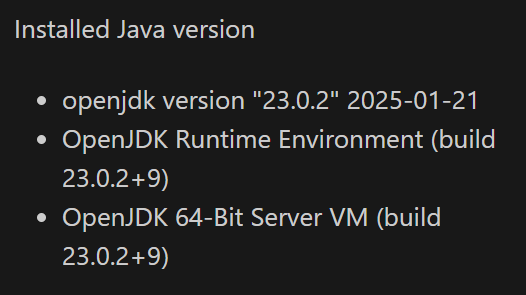 Installed Java version
• openjdk version "23.0.2" 2025-01-21
• OpenJDK Runtime Environment (build
23.0.2+9)
• OpenJDK 64-Bit Server VM (build
23.0.2+9)